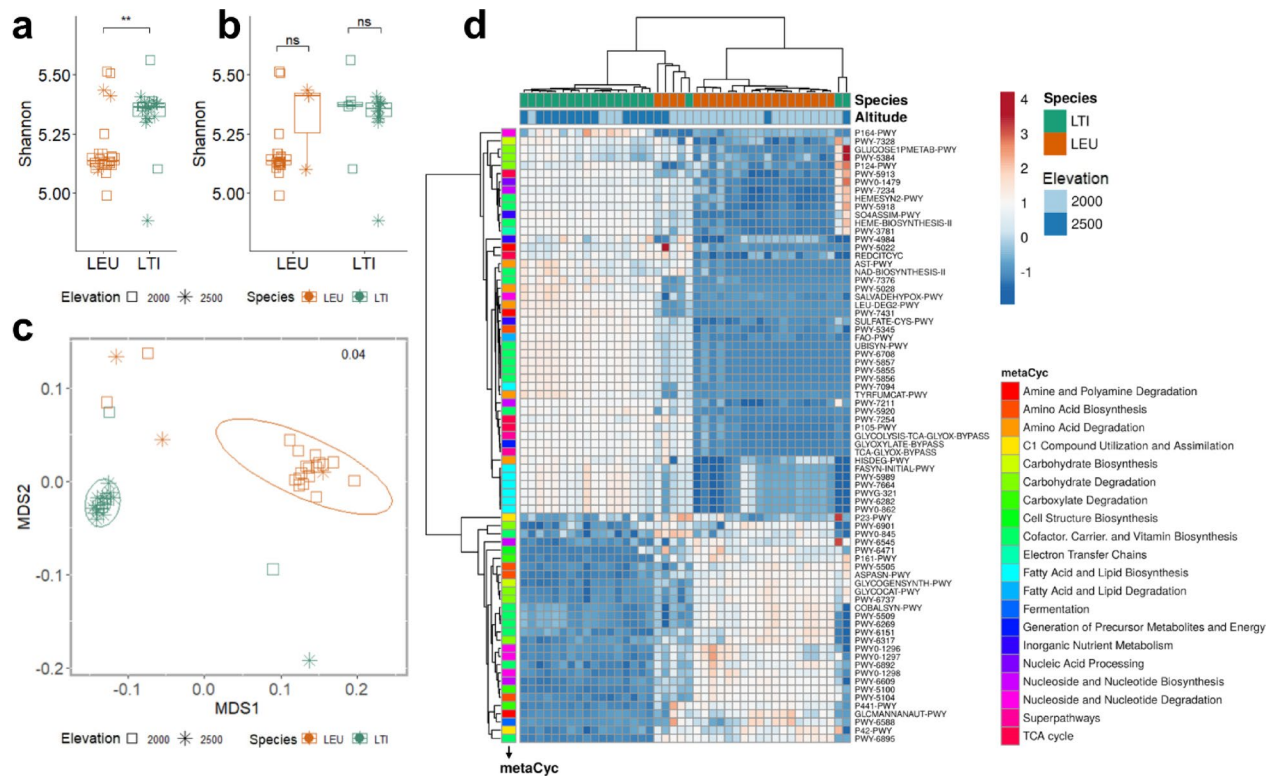 a
**
Shannon
5.50
5.25
5.00
LEU
LTI
Elevation
2000
2500
b
ns
ns
Shannon
5.50
5.25
5.00
LEU
LTI
Species
LEU
LTI
c
0.04
MDS2
0.1
0.0
-0.1
-0.2
-0.1
0.0
0.1
0.2
MDS1
Elevation
2000
2500
Species
LEU
LTI
d
Species
Altitude
P164-PWY
PWY-7328
GLUCOSE1PMETAB-PWY
PWY-5384
P124-PWY
PWY-5913
PWY0-1479
PWY-7234
HEMESYN2-PWY
PWY-5918
SO4ASSIM-PWY
HEME-BIOSYNTHESIS-II
PWY-3781
PWY-4984
PWY-5022
REDCITCYC
AST-PWY
NAD-BIOSYNTHESIS-II
PWY-7376
PWY-5028
SALVADEHYPOX-PWY
LEU-DEG2-PWY
PWY-7431
SULFATE-CYS-PWY
PWY-5345
FAO-PWY
UBISYN-PWY
PWY-6708
PWY-5857
PWY-5855
PWY-5856
PWY-7094
TYRFUMCAT-PWY
PWY-7211
PWY-5920
PWY-7254
P105-PWY
GLYCOLYSIS-TCA-GLYOX-BYPASS
GLYOXYLATE-BYPASS
TCA-GLYOX-BYPASS
HISDEG-PWY
FASYN-INITIAL-PWY
PWY-5989
PWY-7664
PWYG-321
PWY-6282
PWY0-862
P23-PWY
PWY-6901
PWY0-845
PWY-6545
PWY-6471
P161-PWY
PWY-5505
ASPASN-PWY
GLYCOGENSYNTH-PWY
GLYCOCAT-PWY
PWY-6737
COBALSYN-PWY
PWY-5509
PWY-6269
PWY-6151
PWY-6317
PWY0-1296
PWY0-1297
PWY-6892
PWY0-1298
PWY-6609
PWY-5100
PWY-5104
P441-PWY
GLCMANNANAUT-PWY
PWY-6588
P42-PWY
PWY-6895
metaCyc
4
3
2
1
0
-1
Species
LTI
LEU
Elevation
2000
2500
metaCyc
Amine and Polyamine Degradation
Amino Acid Biosynthesis
Amino Acid Degradation
C1 Compound Utilization and Assimilation
Carbohydrate Biosynthesis
Carbohydrate Degradation
Carboxylate Degradation
Cell Structure Biosynthesis
Cofactor. Carrier. and Vitamin Biosynthesis
Electron Transfer Chains
Fatty Acid and Lipid Biosynthesis
Fatty Acid and Lipid Degradation
Fermentation
Generation of Precursor Metabolites and Energy
Inorganic Nutrient Metabolism
Nucleic Acid Processing
Nucleoside and Nucleotide Biosynthesis
Nucleoside and Nucleotide Degradation
Superpathways
TCA cycle